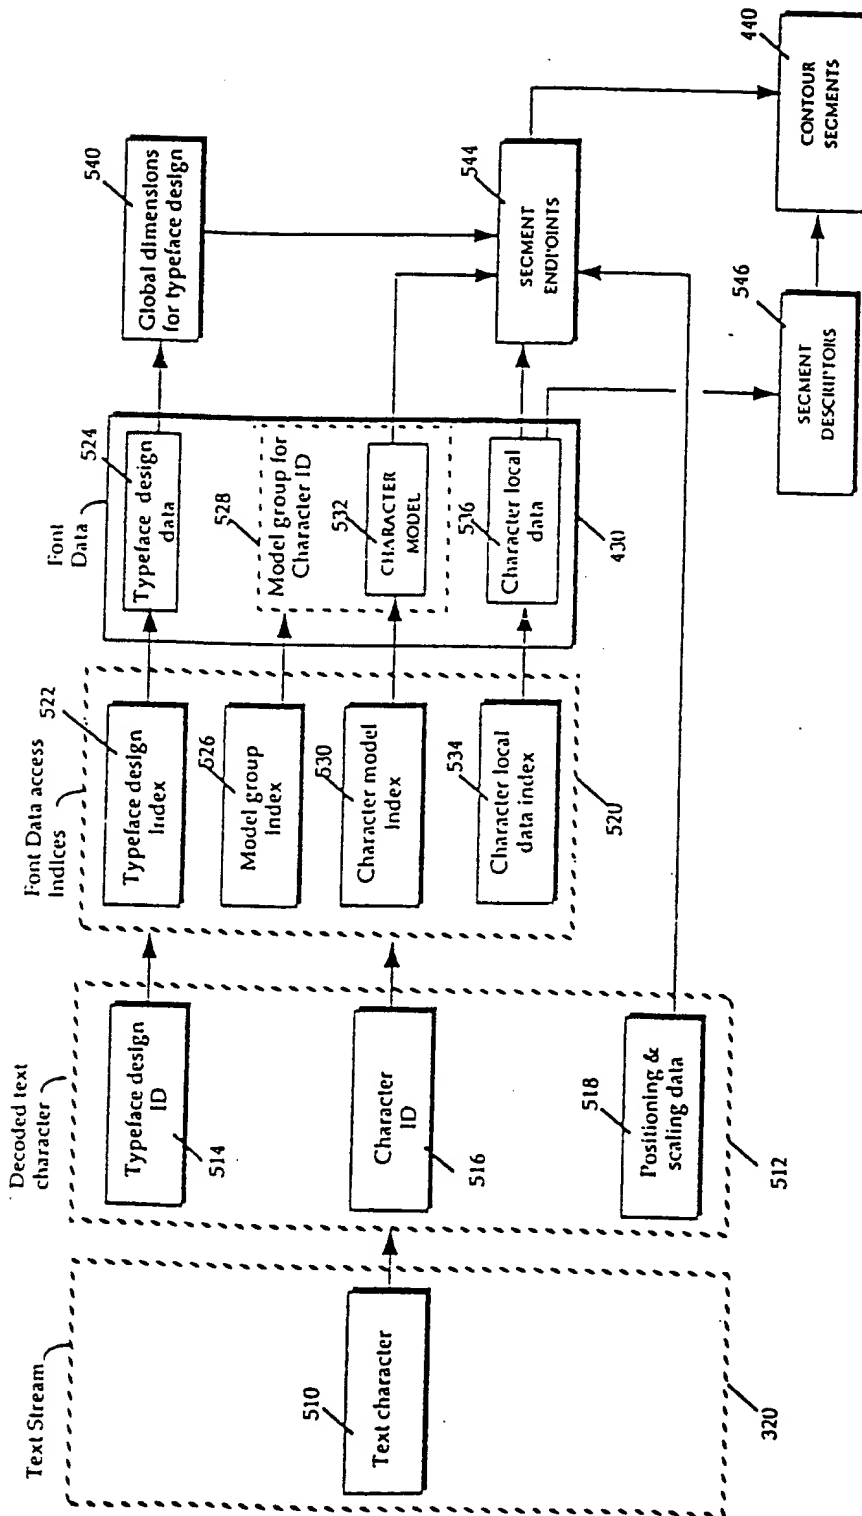 Text Stream
510
Text character
320
Decoded text
character
Typeface design
ID
514
Character
ID
516
518
Positioning &
scaling data
512
Font Data access
Indices
522
Typeface design
Index
526
Model group
Index
530
Character model
Index
534
Character local
data index
520
Font
Data
524
Typeface design
data
528
Model group for
Character ID
532
CHARACTER
MODEL
536
Character local
data
430
540
Global dimensions
for typeface design
544
SEGMENT
ENDPOINTS
546
SEGMENT
DESCRIPTORS
440
CONTOUR
SEGMENTS